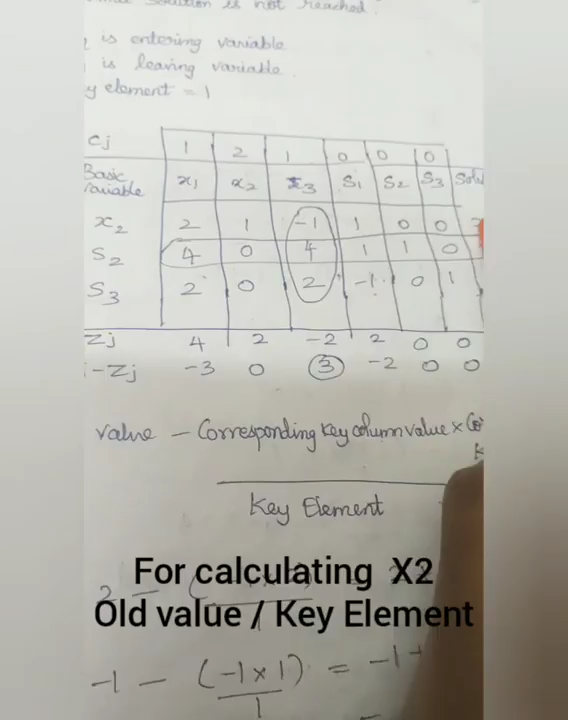 solution is not reached.
is entering variable
is leaving variable.
y element = 1
Cj 1 2 1 0 0 0
Basic variable x1 x2 x3 S1 S2 S3
x2 2 1 -1 1 0 0
S2 4 0 4 1 1 0
S3 2 0 2 -1 0 1
Zj 4 2 -2 2 0 0
-Zj -3 0 3 -2 0 0
value - Corresponding Key column value ×
Key Element
For calculating X2
Old value / Key Element
-1 - (-1×1) = -1+
1